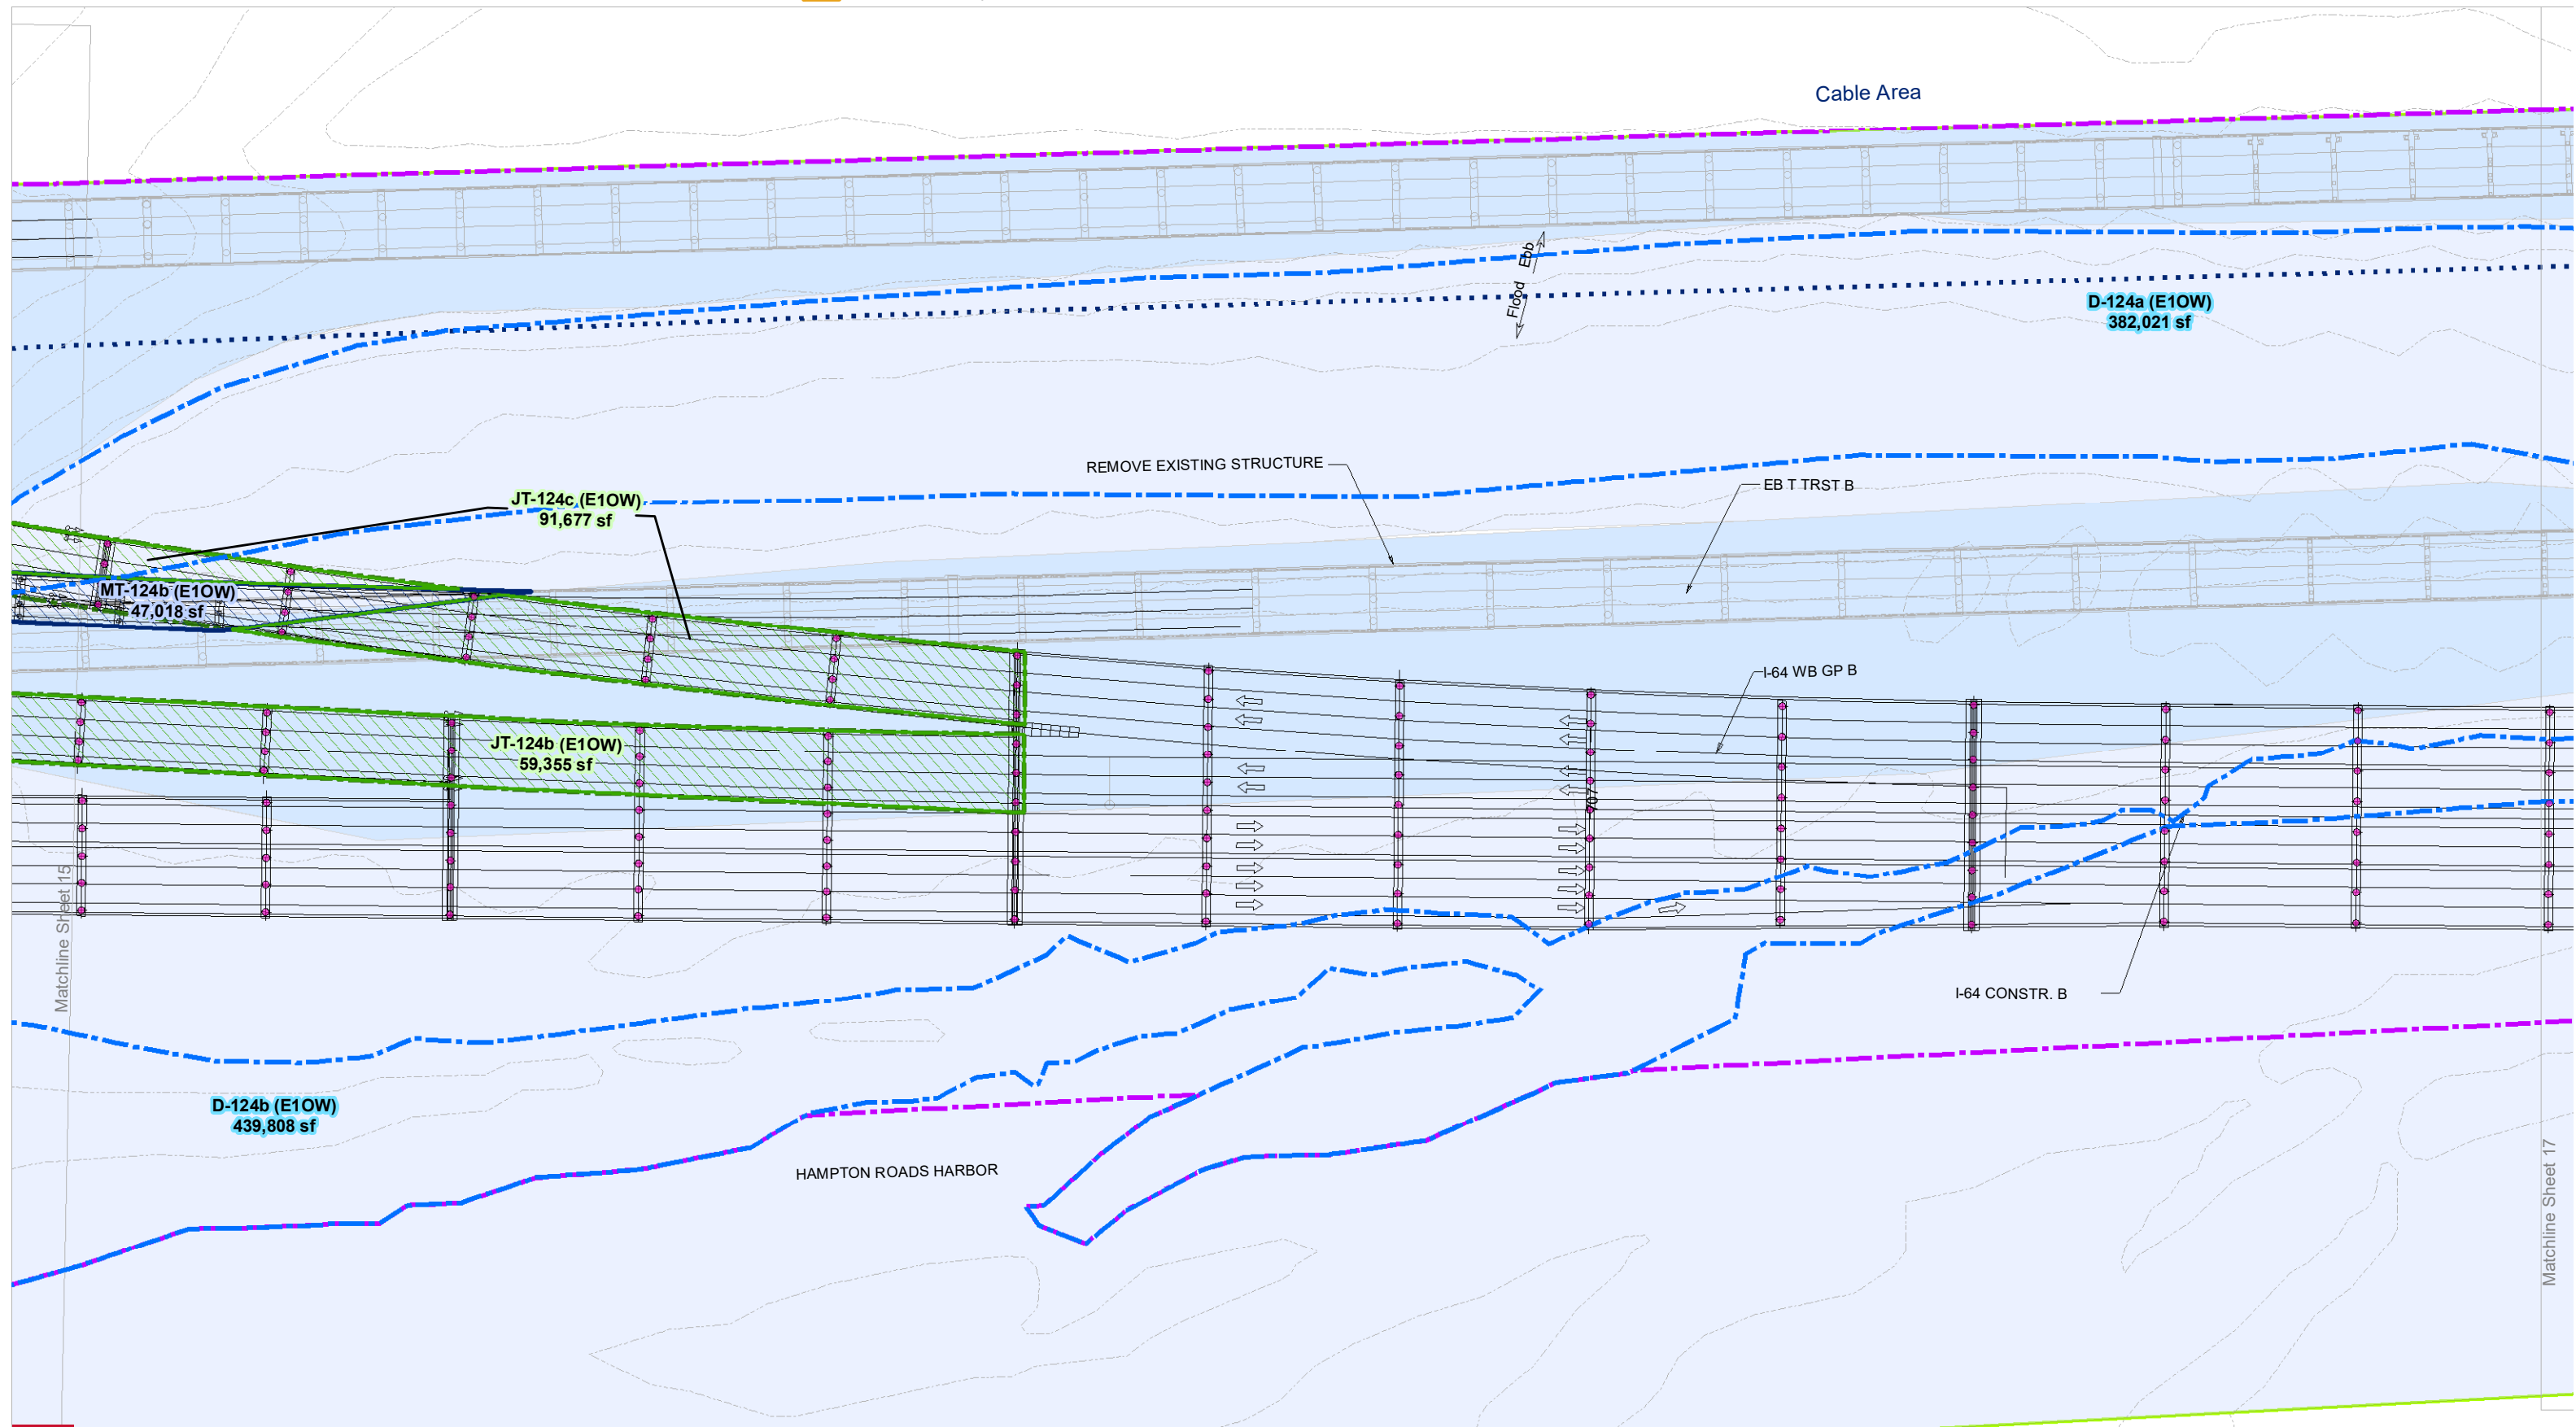 Cable Area
Ebb
Flood
D-124a (E1OW)
382,021 sf
REMOVE EXISTING STRUCTURE
EB T TRST B
JT-124c (E1OW)
91,677 sf
MT-124b (E1OW)
47,018 sf
I-64 WB GP B
JT-124b (E1OW)
59,355 sf
Matchline Sheet 15
I-64 CONSTR. B
D-124b (E1OW)
439,808 sf
HAMPTON ROADS HARBOR
Matchline Sheet 17